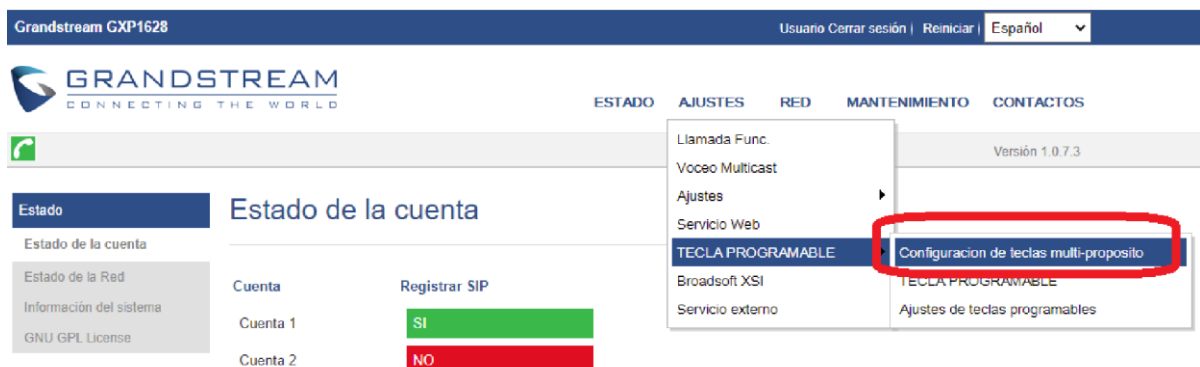 Grandstream GXP1628
Usuario Cerrar sesión | Reiniciar | Español
GRANDSTREAM
CONNECTING THE WORLD
ESTADO AJUSTES RED MANTENIMIENTO CONTACTOS
Llamada Func.
Versión 1.0.7.3
Voceo Multicast
Ajustes
Servicio Web
TECLA PROGRAMABLE
Broadsoft XSI
Servicio externo
Configuracion de teclas multi-proposito
TECLA PROGRAMABLE
Ajustes de teclas programables
Estado
Estado de la cuenta
Estado de la Red
Información del sistema
GNU GPL License
Estado de la cuenta
Cuenta Registrar SIP
Cuenta 1 SI
Cuenta 2 NO